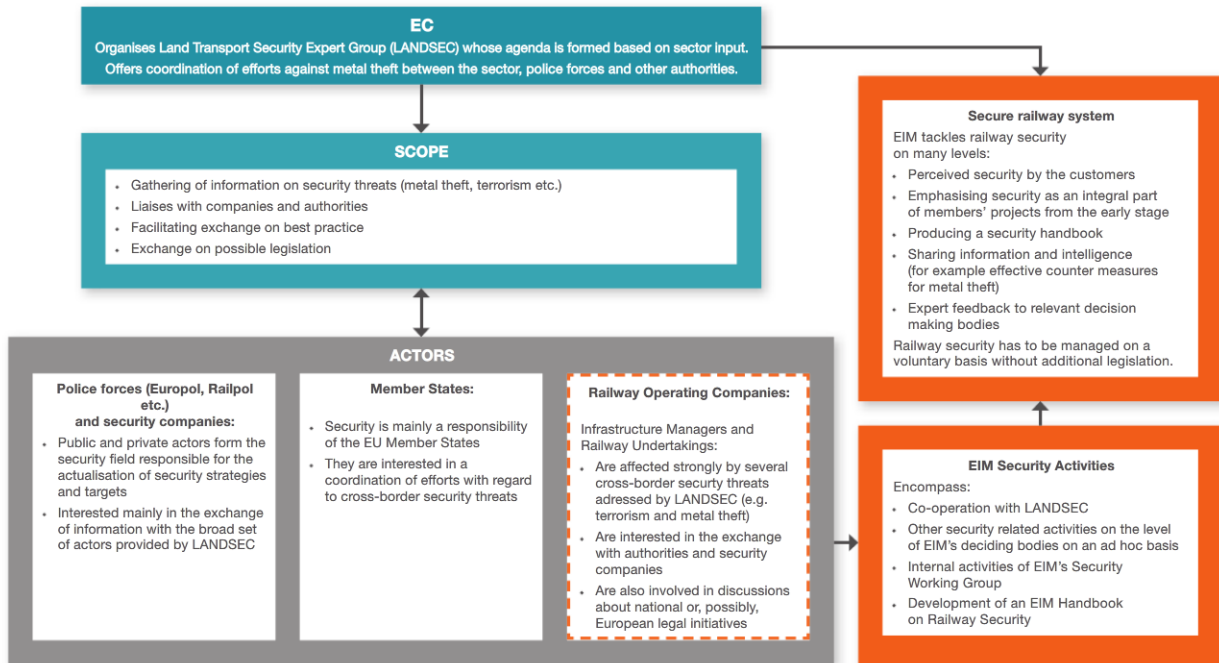 EC
Organises Land Transport Security Expert Group (LANDSEC) whose agenda is formed based on sector input.
Offers coordination of efforts against metal theft between the sector, police forces and other authorities.
SCOPE
• Gathering of information on security threats (metal theft, terrorism etc.)
• Liaises with companies and authorities
• Facilitating exchange on best practice
• Exchange on possible legislation
ACTORS
Police forces (Europol, Railpol
etc.)
and security companies:
• Public and private actors form the
security field responsible for the
actualisation of security strategies
and targets
• Interested mainly in the exchange
of information with the broad set
of actors provided by LANDSEC
Member States:
• Security is mainly a responsibility
of the EU Member States
• They are interested in a
coordination of efforts with regard
to cross-border security threats
Railway Operating Companies:
Infrastructure Managers and
Railway Undertakings:
• Are affected strongly by several
cross-border securty threats
adressed by LANDSEC (e.g.
terrorism and metal theft)
• Are interested in the exchange
with authorities and security
companies
• Are also involved in discussions
about national or, possibly,
European legal initiatives
Secure railway system
EIM tackles railway security
on many levels:
• Perceived security by the customers
• Emphasising security as an integral part
of members' projects from the early stage
• Producing a security handbook
• Sharing information and intelligence
(for example effective counter measures
for metal theft)
• Expert feedback to relevant decision
making bodies
Railway security has to be managed on a
voluntary basis without additional legislation.
EIM Security Activities
Encompass:
• Co-operation with LANDSEC
• Other security related activities on the level
of EIM's deciding bodies on an ad hoc basis
• Internal activities of EIM's Security
Working Group
• Development of an EIM Handbook
on Railway Security